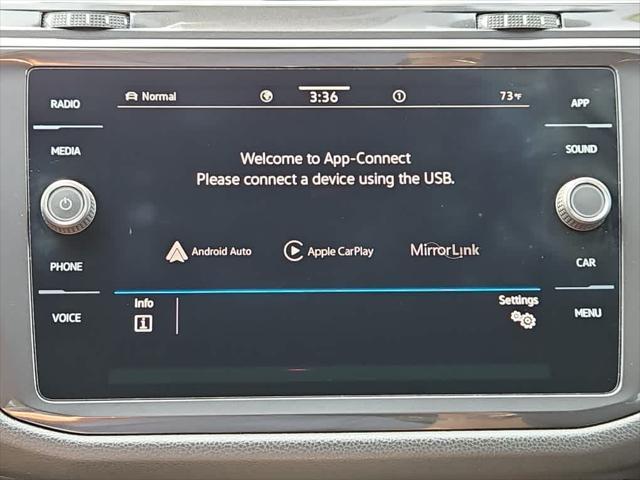 RADIO
MEDIA
PHONE
VOICE
Normal
3:36
1
73°F
Welcome to App-Connect
Please connect a device using the USB.
Android Auto
Apple CarPlay
MirrorLink
Info
i
Settings
APP
SOUND
CAR
MENU